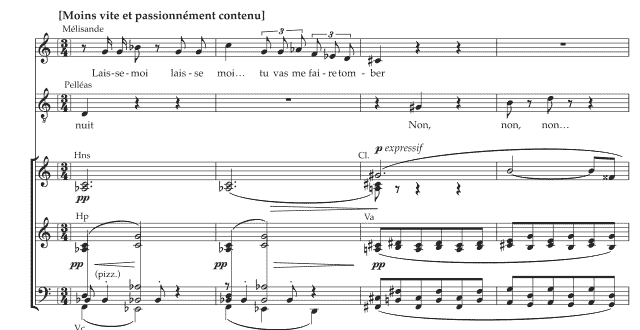 [Moins vite et passionnément contenu]
Mélisande
Lais-se-moi lais-se moi... tu vas me fai-re tom-ber
Pelléas
nuit Non, non, non...
p expressif
Hns Cl.
pp
Hp Va
pp pp pp
(pizz.)
Vc